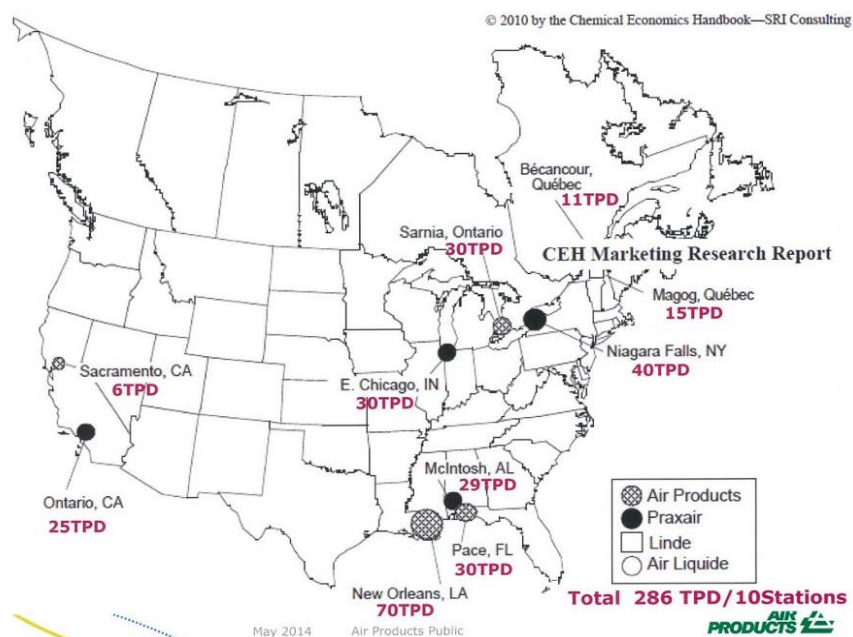 © 2010 by the Chemical Economics Handbook—SRI Consulting
Bécancour,
Québec
11TPD
Sarnia, Ontario
30TPD
CEH Marketing Research Report
Magog, Québec
15TPD
Niagara Falls, NY
40TPD
Sacramento, CA
6TPD
E. Chicago, IN
30TPD
Ontario, CA
25TPD
McIntosh, AL
29TPD
Pace, FL
30TPD
New Orleans, LA
70TPD
Air Products
Praxair
Linde
Air Liquide
Total 286 TPD/10Stations
May 2014 Air Products Public
AIR
PRODUCTS